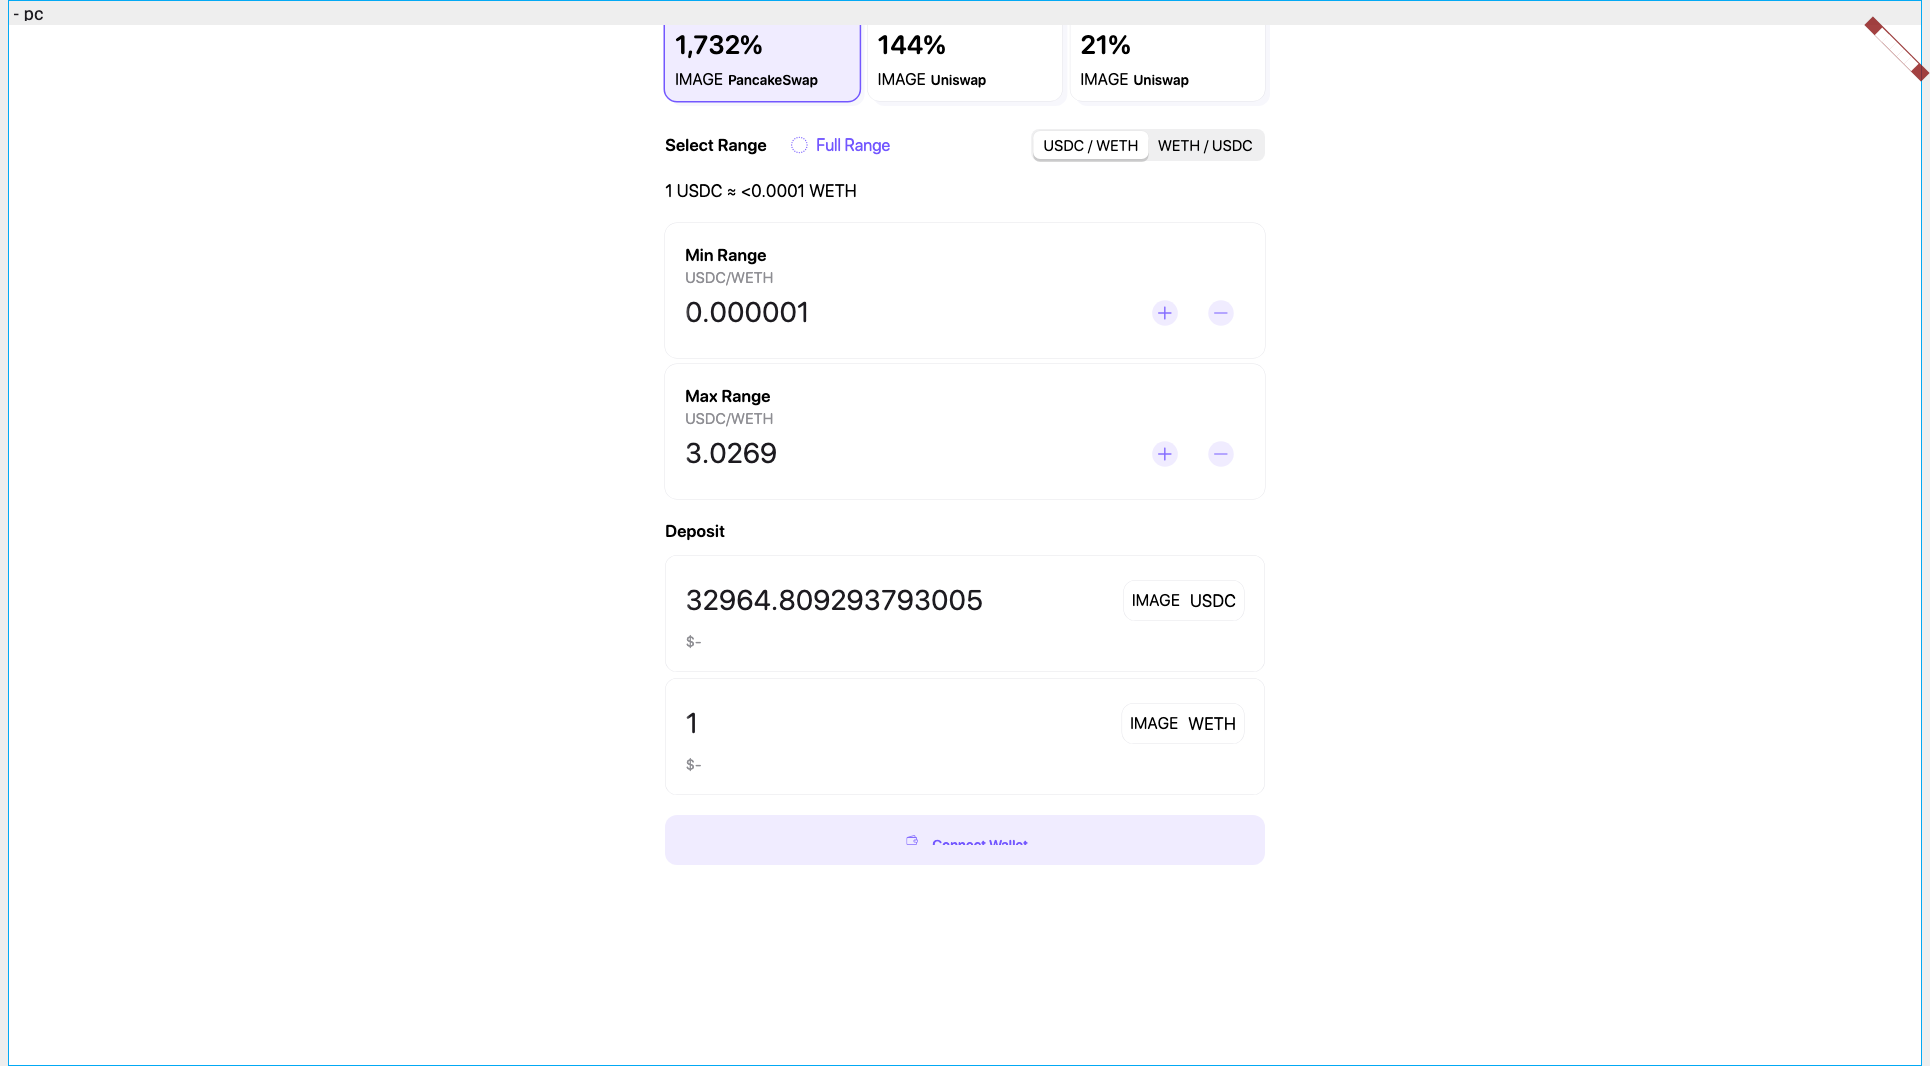 - pc
1,732%
IMAGE PancakeSwap
144%
IMAGE Uniswap
21%
IMAGE Uniswap
Select Range
Full Range
USDC / WETH
WETH / USDC
1 USDC ≈ <0.0001 WETH
Min Range
USDC/WETH
0.000001
Max Range
USDC/WETH
3.0269
Deposit
32964.809293793005
IMAGE USDC
$-
1
IMAGE WETH
$-
Connect Wallet